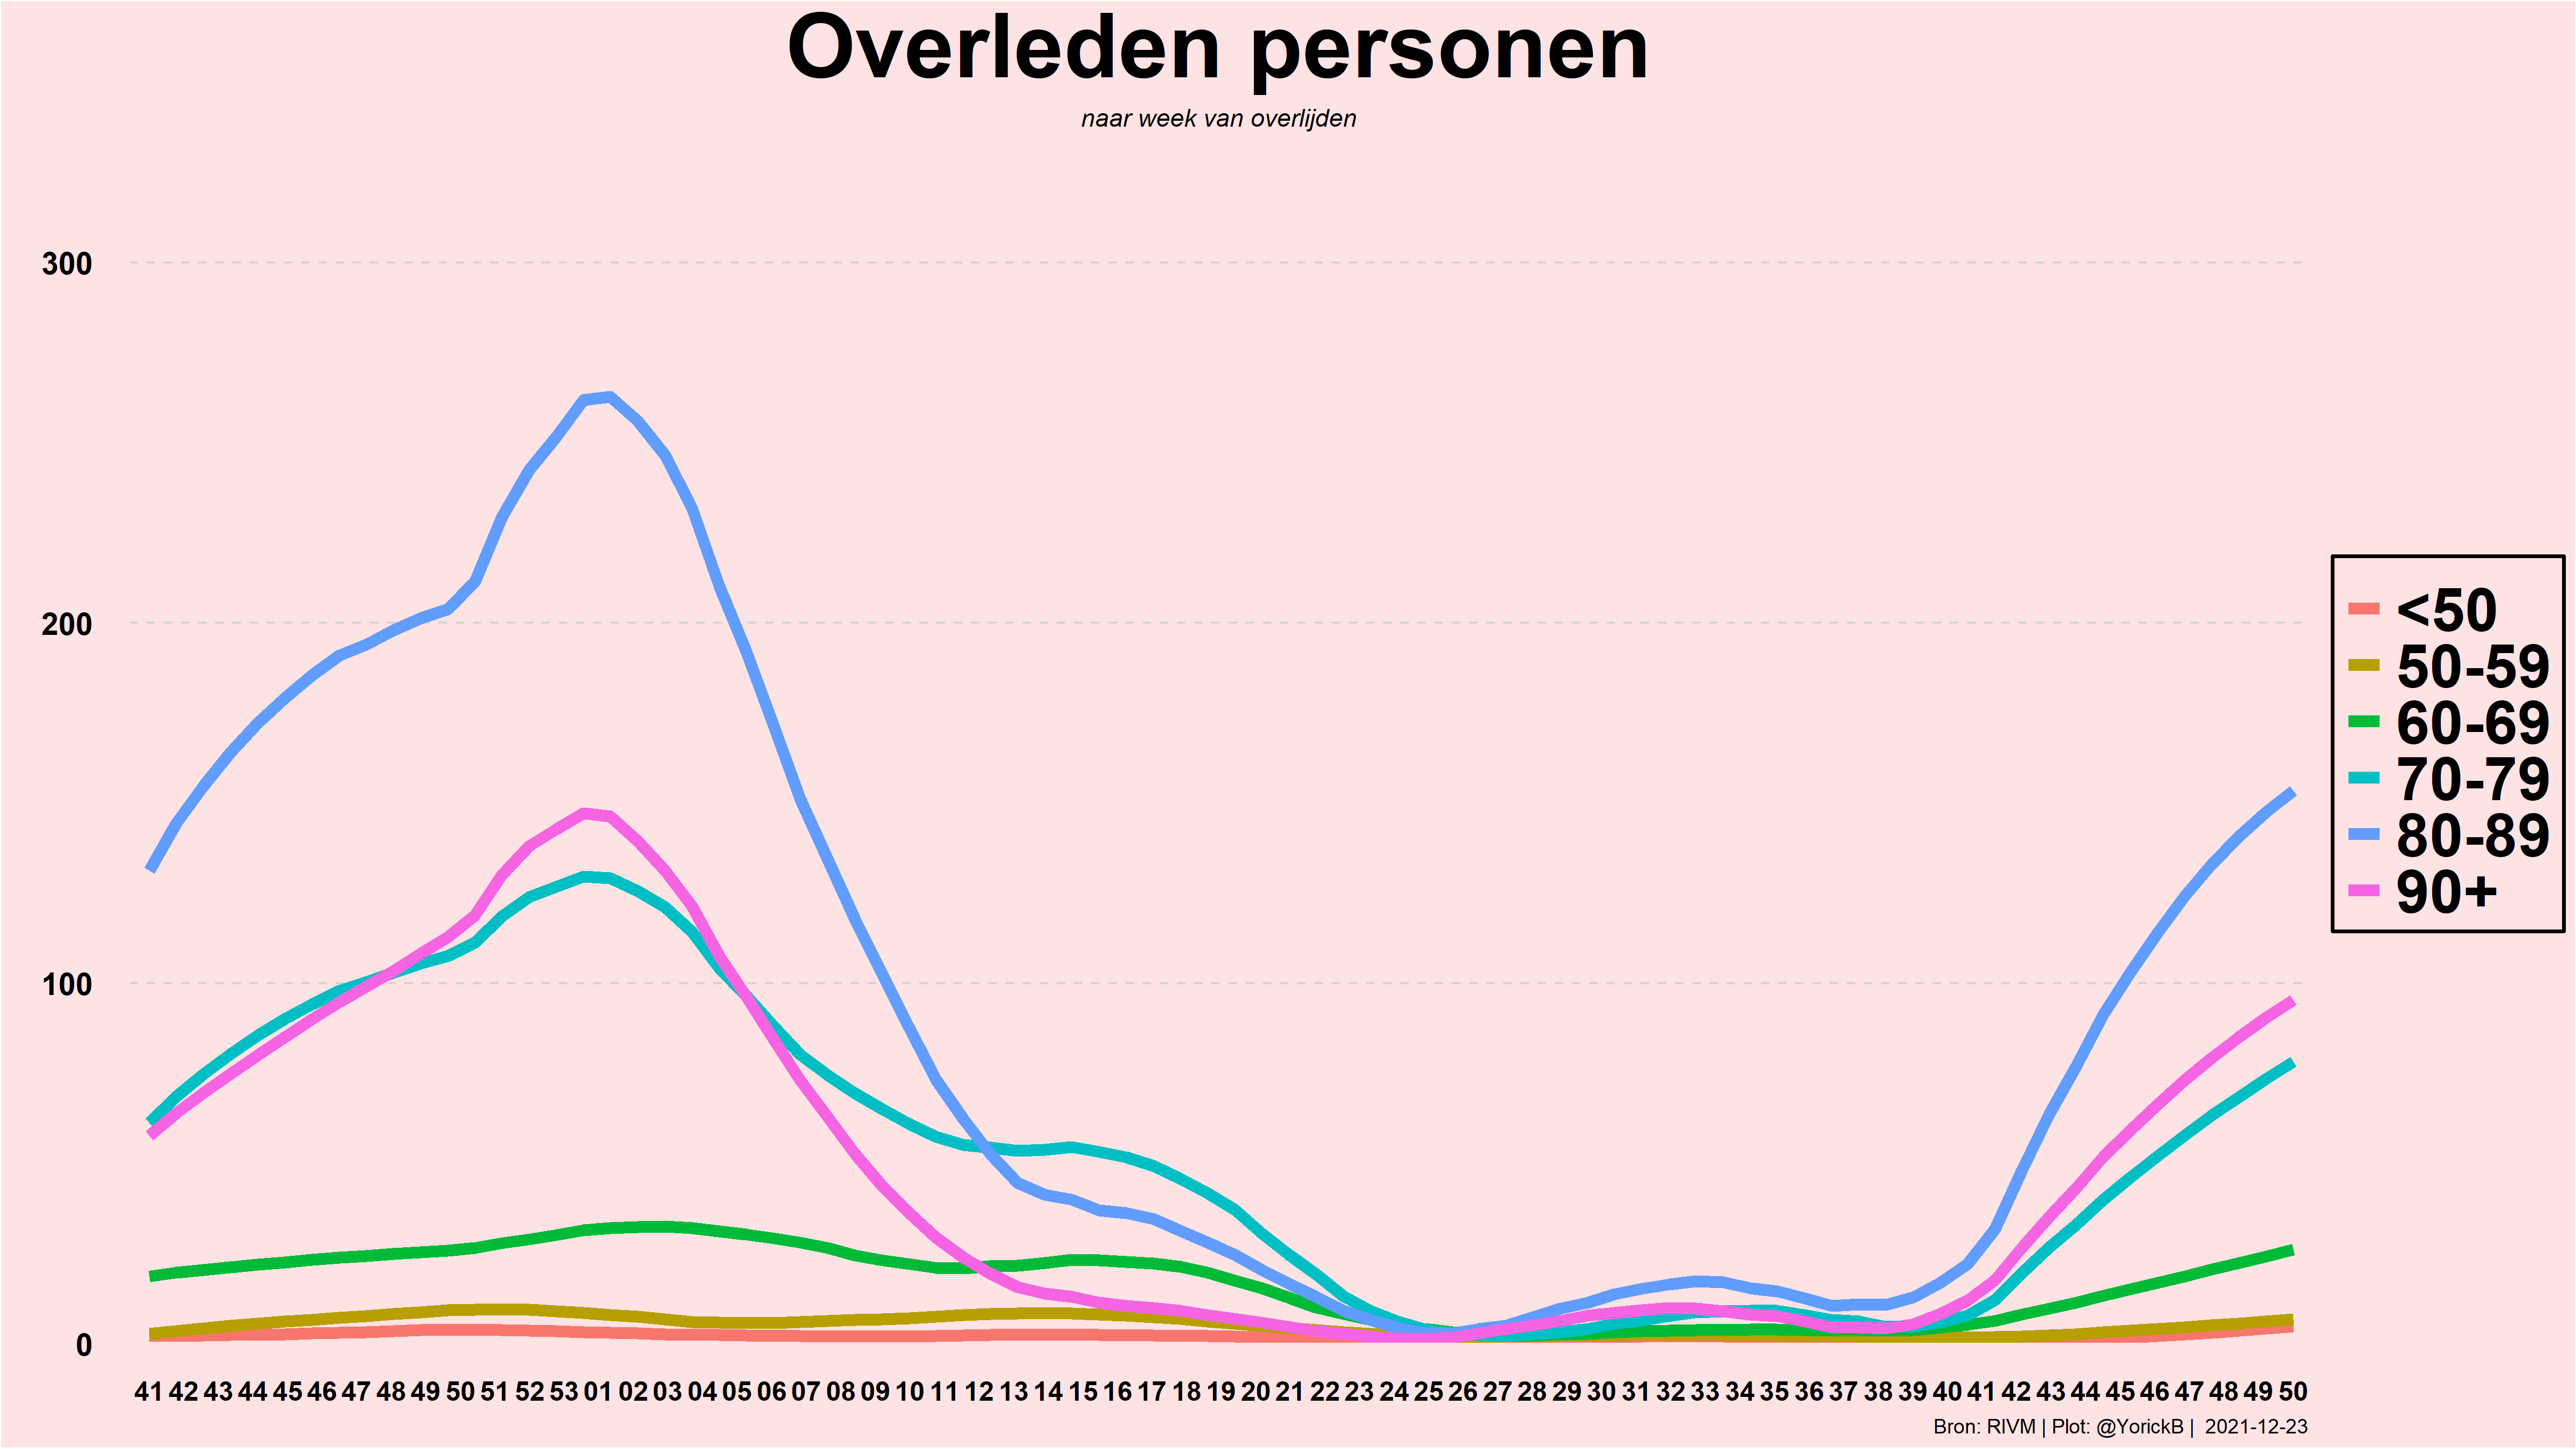 Overleden personen
naar week van overlijden
300
200
100
0
<50
50-59
60-69
70-79
80-89
90+
41 42 43 44 45 46 47 48 49 50 51 52 53 01 02 03 04 05 06 07 08 09 10 11 12 13 14 15 16 17 18 19 20 21 22 23 24 25 26 27 28 29 30 31 32 33 34 35 36 37 38 39 40 41 42 43 44 45 46 47 48 49 50
Bron: RIVM | Plot: @YorickB | 2021-12-23